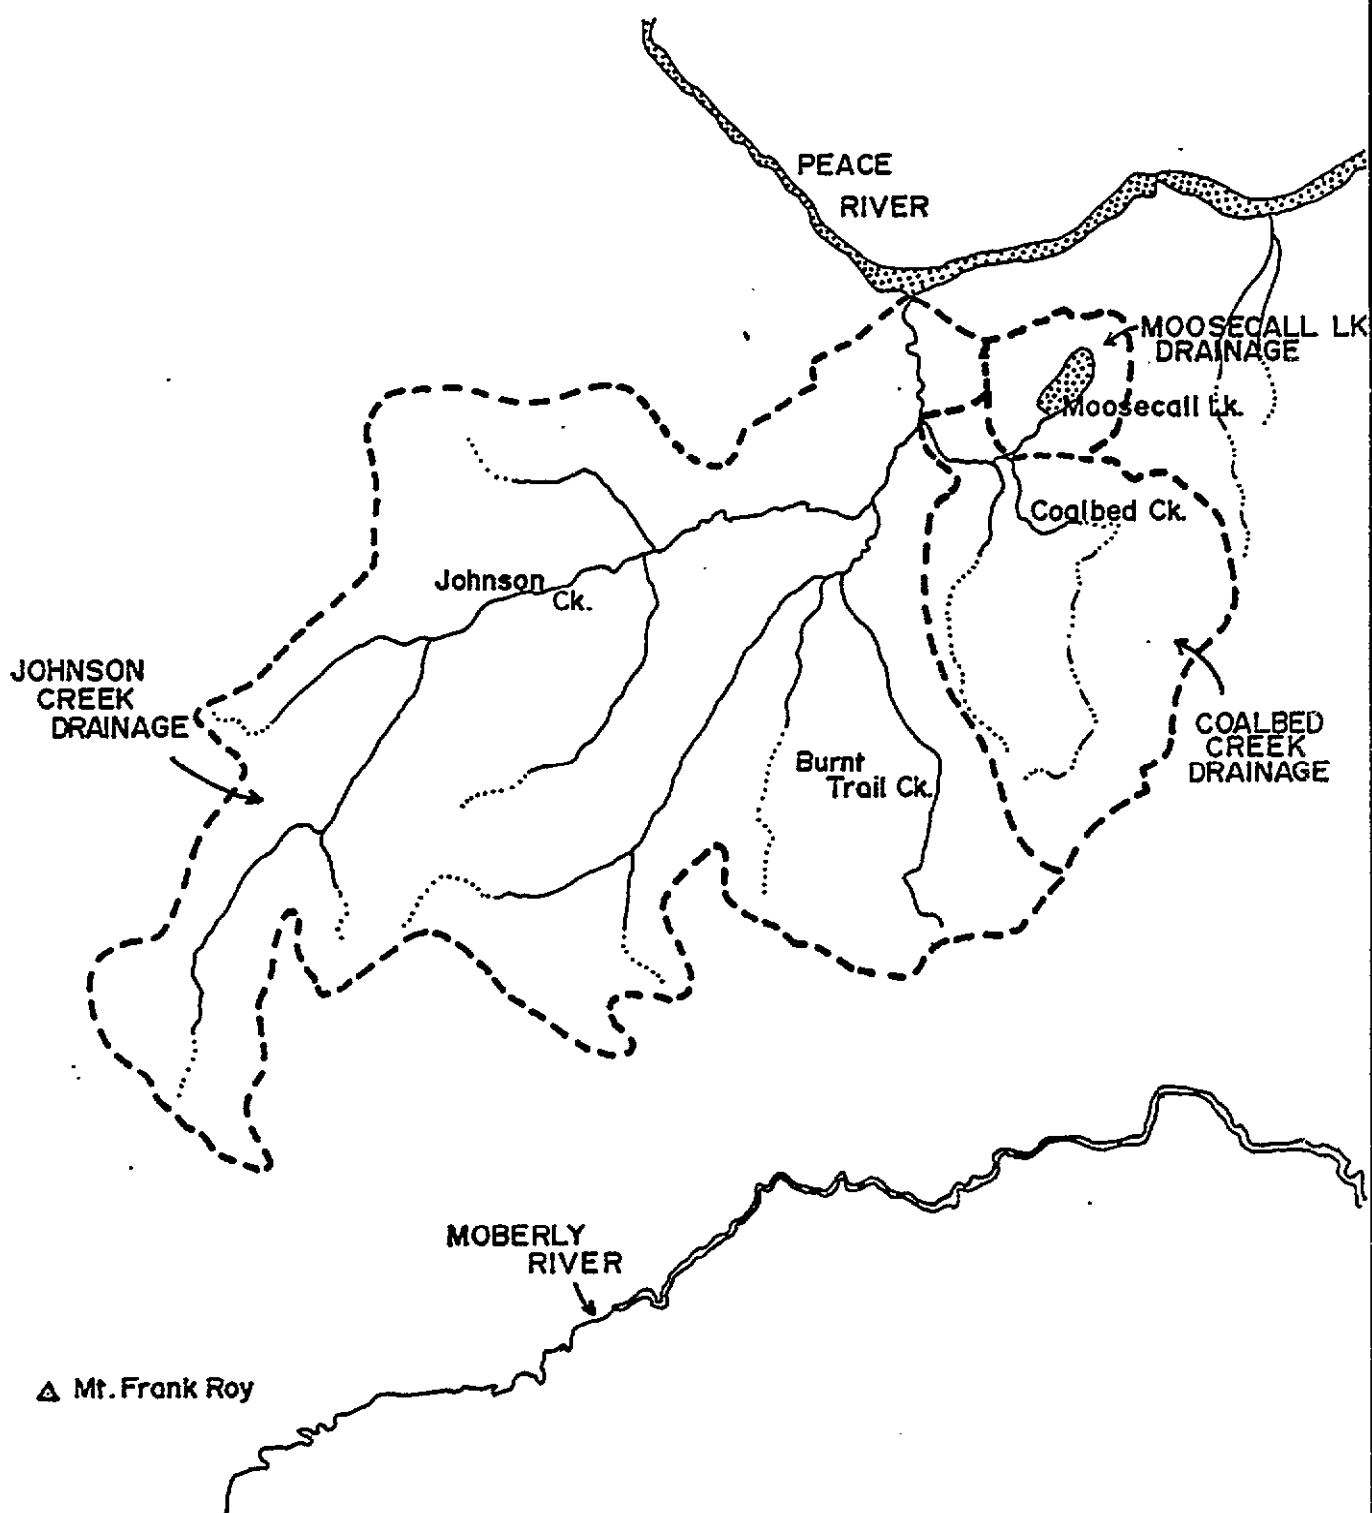 PEACE
RIVER
MOOSECALL LK
DRAINAGE
Moosecall Lk.
Coalbed Ck.
Johnson
Ck.
JOHNSON
CREEK
DRAINAGE
COALBED
CREEK
DRAINAGE
Burnt
Trail Ck.
MOBERLY
RIVER
Mt. Frank Roy